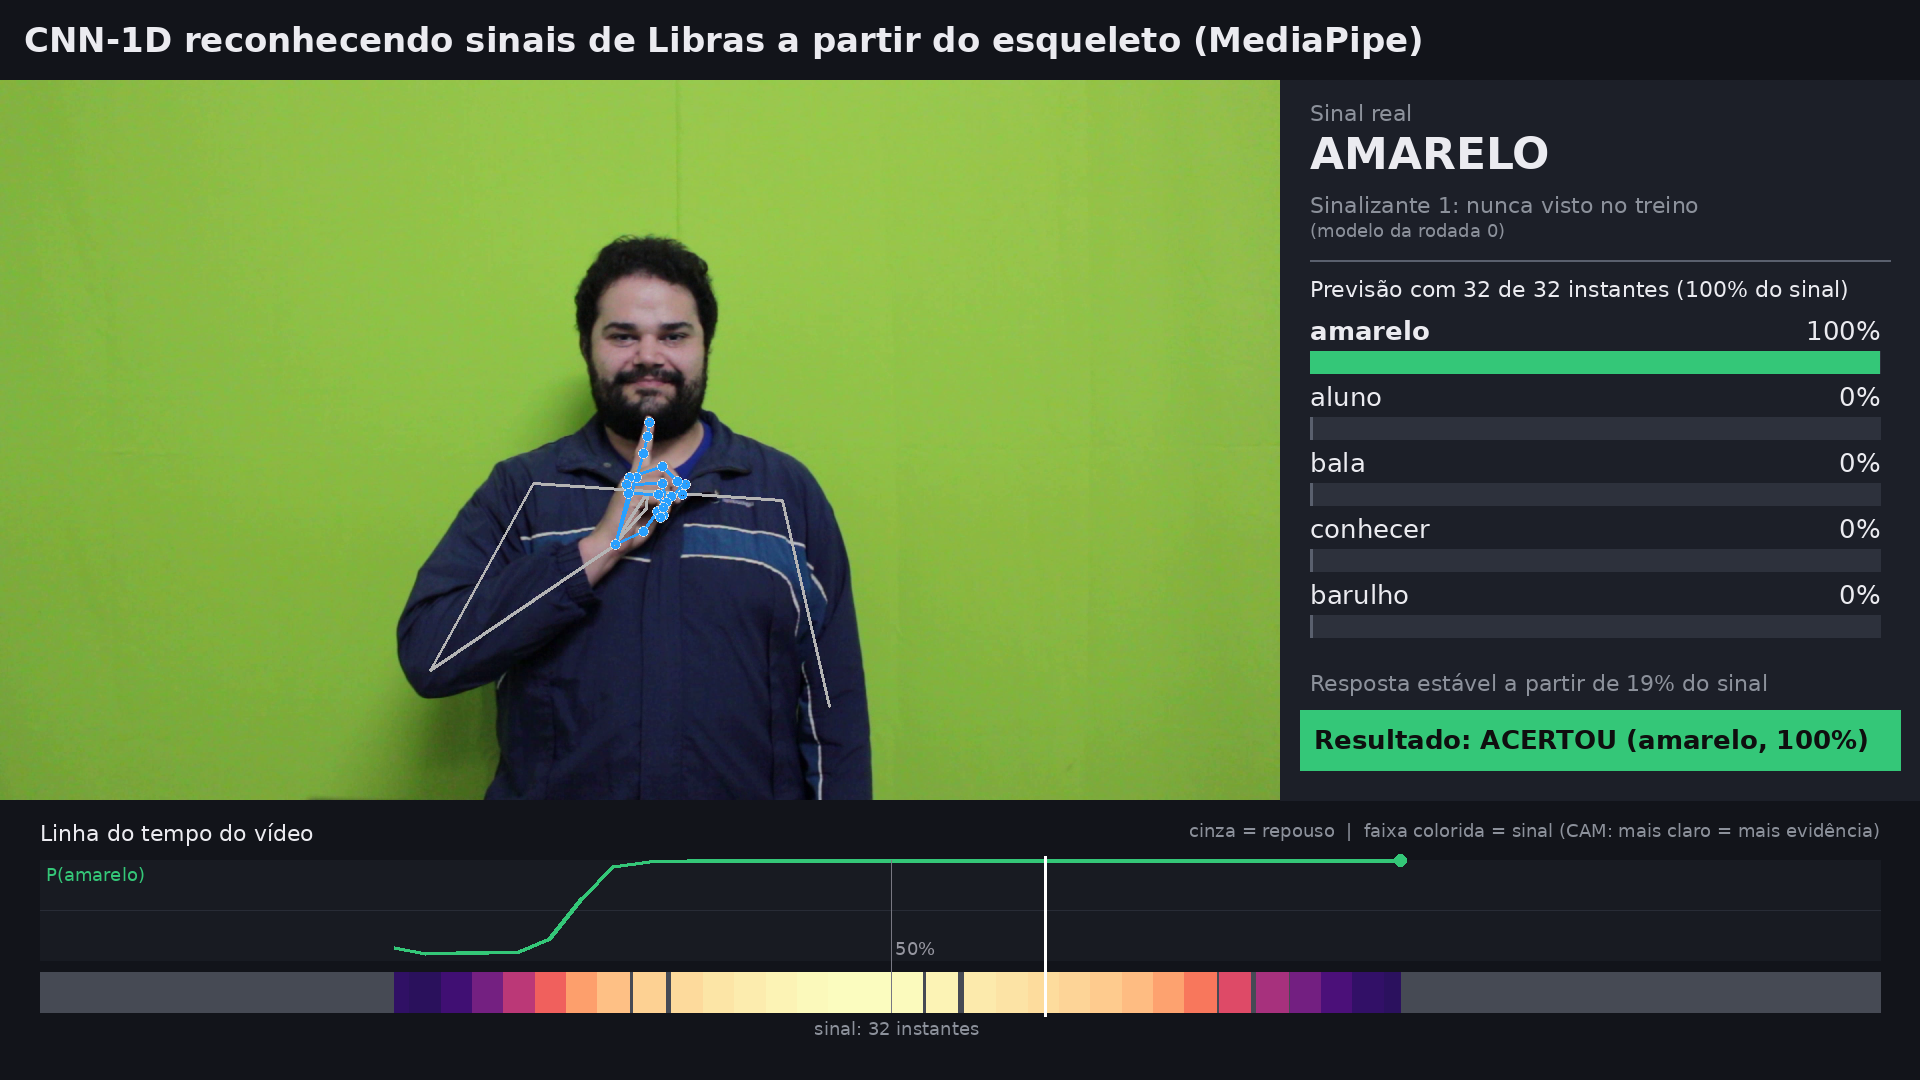 CNN-1D reconhecendo sinais de Libras a partir do esqueleto (MediaPipe)
Sinal real
AMARELO
Sinalizante 1: nunca visto no treino
(modelo da rodada 0)
Previsão com 32 de 32 instantes (100% do sinal)
amarelo 100%
aluno 0%
bala 0%
conhecer 0%
barulho 0%
Resposta estável a partir de 19% do sinal
Resultado: ACERTOU (amarelo, 100%)
Linha do tempo do vídeo
cinza = repouso | faixa colorida = sinal (CAM: mais claro = mais evidência)
P(amarelo)
50%
sinal: 32 instantes